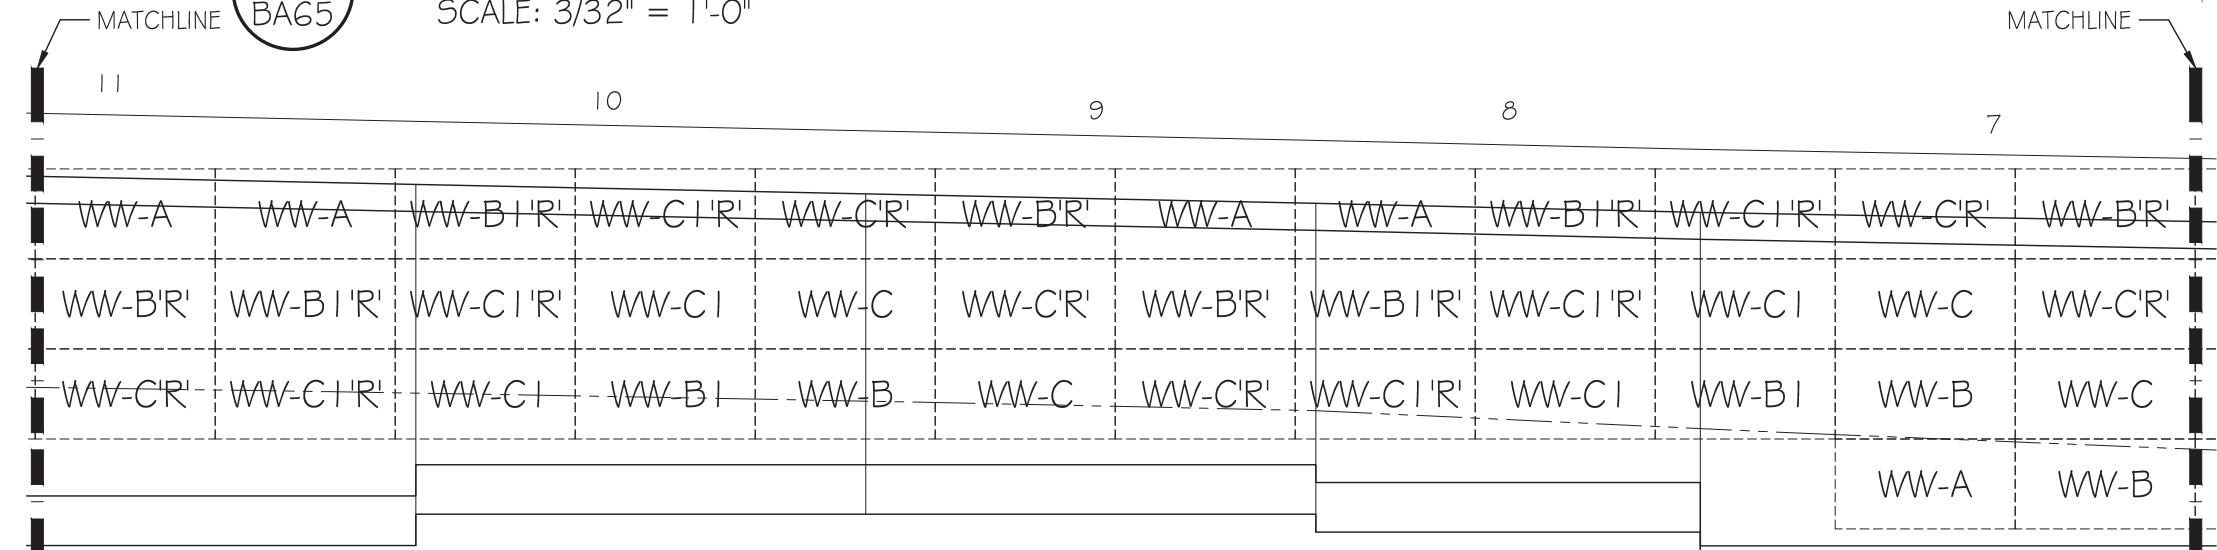 BA65
SCALE: 3/32" = 1'-0"
MATCHLINE
MATCHLINE
11
10
9
8
7
WW-A WW-A WW-B1'R' WW-C1'R' WW-C'R' WW-B'R' WW-A WW-A WW-B1'R' WW-C1'R' WW-C'R' WW-B'R'
WW-B'R' WW-B1'R' WW-C1'R' WW-C1 WW-C WW-C'R' WW-B'R' WW-B1'R' WW-C1'R' WW-C1 WW-C WW-C'R'
WW-C'R' WW-C1'R' WW-C1 WW-B1 WW-B WW-C WW-C'R' WW-C1'R' WW-C1 WW-B1 WW-B WW-C
WW-A WW-B